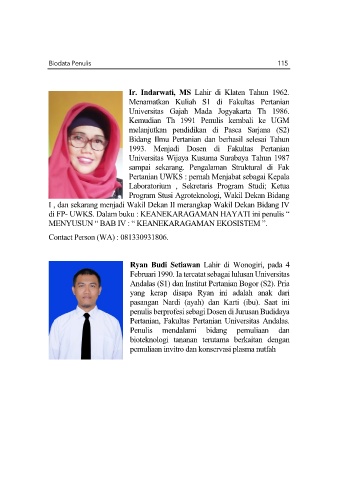 Biodata Penulis 115
Ir. Indarwati, MS Lahir di Klaten Tahun 1962.
Menamatkan Kuliah S1 di Fakultas Pertanian
Universitas Gajah Mada Jogyakarta Th 1986.
Kemudian Th 1991 Penulis kembali ke UGM
melanjutkan pendidikan di Pasca Sarjana (S2)
Bidang Ilmu Pertanian dan berhasil selesai Tahun
1993. Menjadi Dosen di Fakultas Pertanian
Universitas Wijaya Kusuma Surabaya Tahun 1987
sampai sekarang. Pengalaman Struktural di Fak
Pertanian UWKS : pernah Menjabat sebagai Kepala
Laboratorium , Sekretaris Program Studi; Ketua
Program Stusi Agroteknologi, Wakil Dekan Bidang
I , dan sekarang menjadi Wakil Dekan II merangkap Wakil Dekan Bidang IV
di FP- UWKS. Dalam buku : KEANEKARAGAMAN HAYATI ini penulis “
MENYUSUN “ BAB IV : “ KEANEKARAGAMAN EKOSISTEM ”.
Contact Person (WA) : 081330931806.
Ryan Budi Setiawan Lahir di Wonogiri, pada 4
Februari 1990. Ia tercatat sebagai lulusan Universitas
Andalas (S1) dan Institut Pertanian Bogor (S2). Pria
yang kerap disapa Ryan ini adalah anak dari
pasangan Nardi (ayah) dan Karti (ibu). Saat ini
penulis berprofesi sebagi Dosen di Jurusan Budidaya
Pertanian, Fakultas Pertanian Universitas Andalas.
Penulis mendalami bidang pemuliaan dan
bioteknologi tanaman terutama berkaitan dengan
pemuliaan invitro dan konservasi plasma nutfah